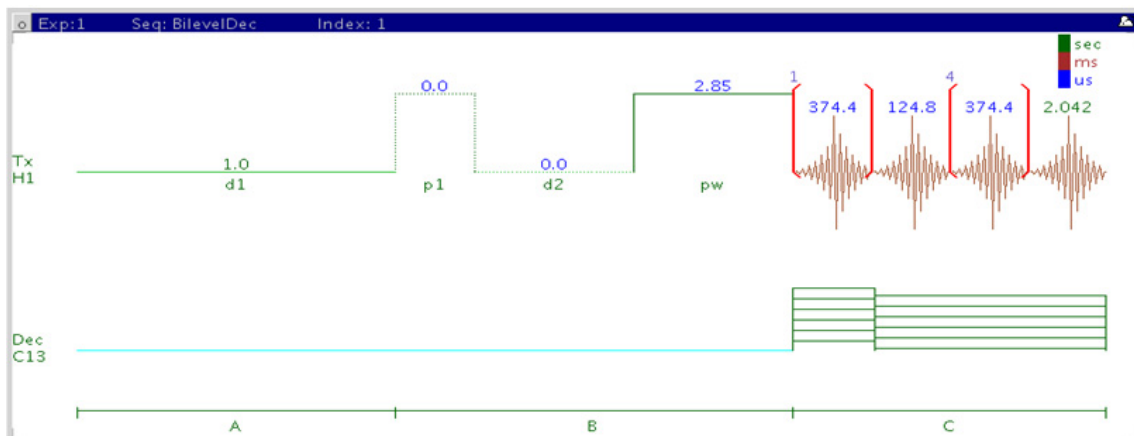 Exp:1 Seq: BilevelDec Index: 1
sec
ms
us
0.0 2.85 1 4
374.4 124.8 374.4 2.042
Tx 1.0 0.0
H1 d1 p1 d2 pw
Dec
C13
A B C